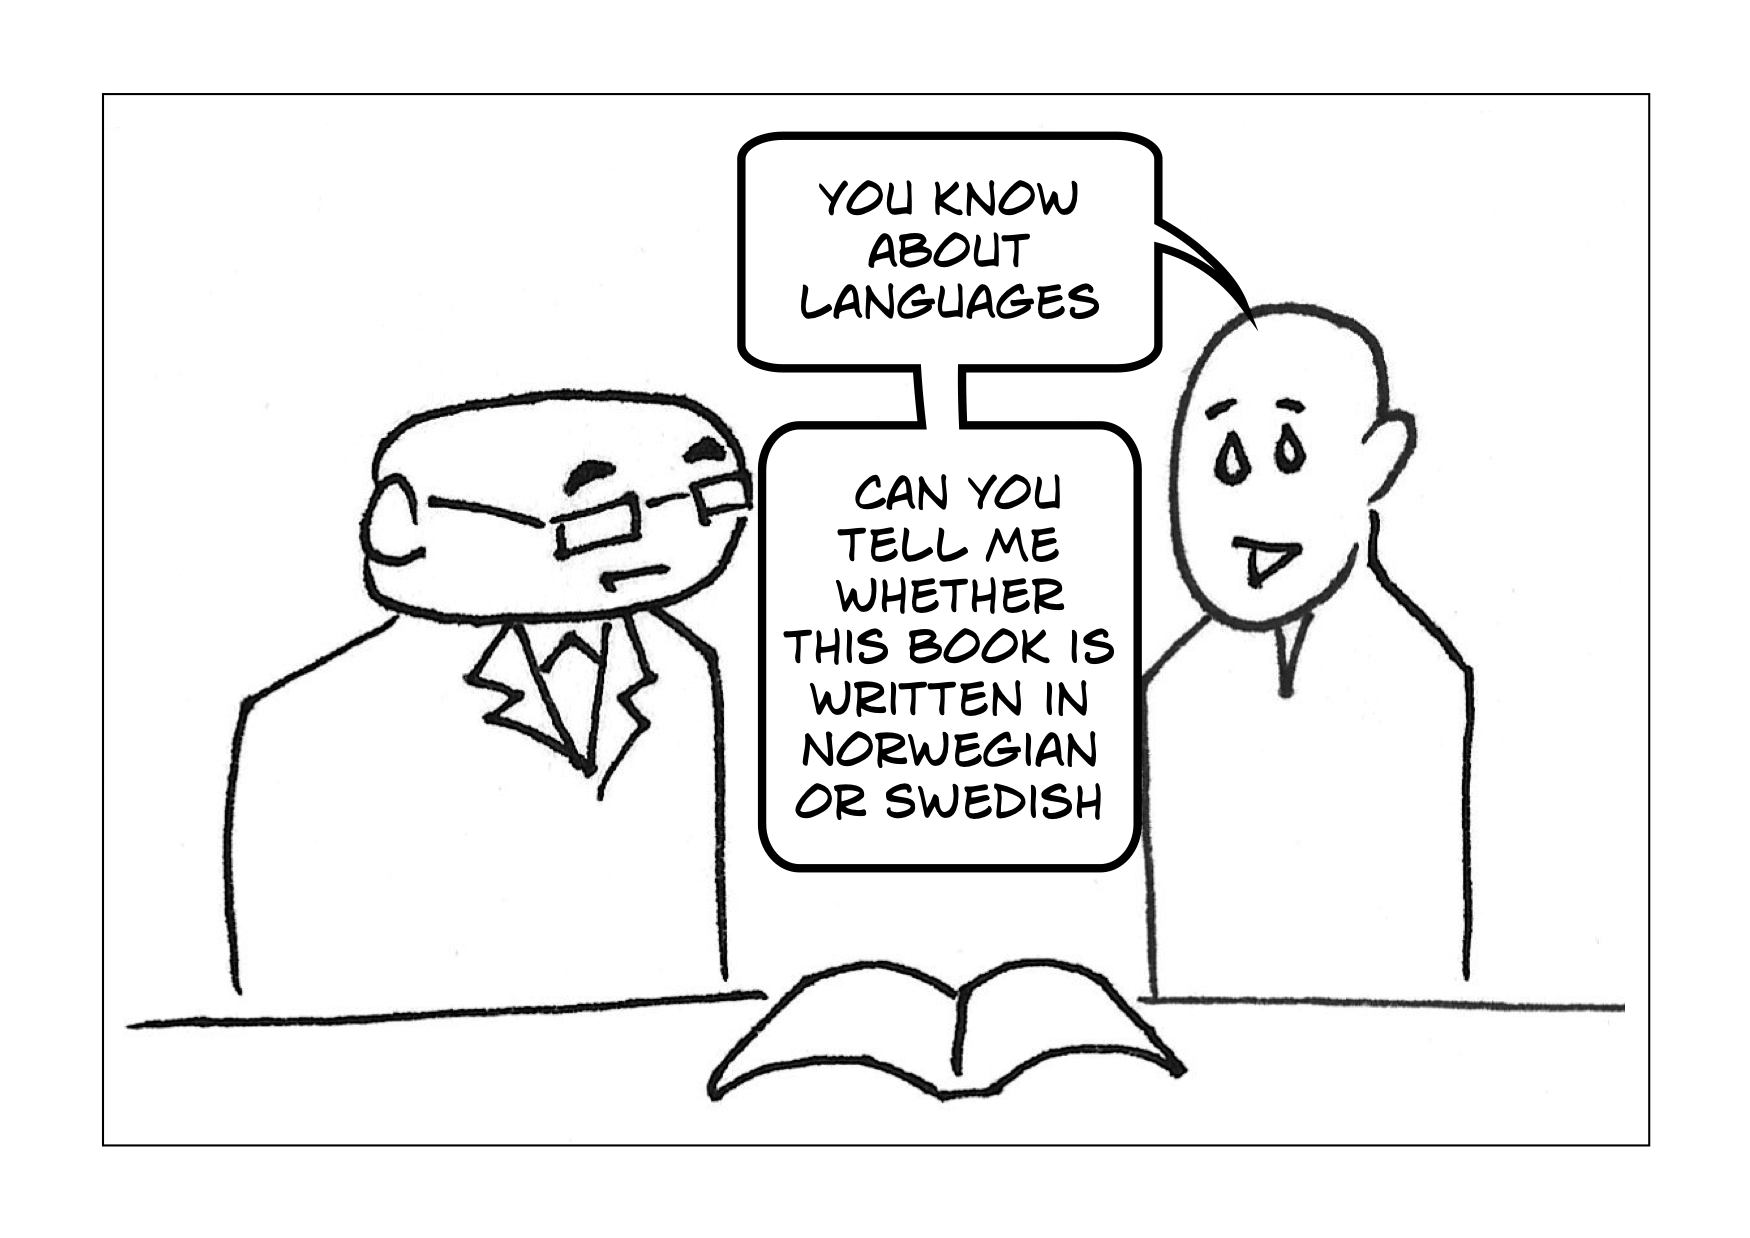 YOU KNOW
ABOUT
LANGUAGES
CAN YOU
TELL ME
WHETHER
THIS BOOK IS
WRITTEN IN
NORWEGIAN
OR SWEDISH